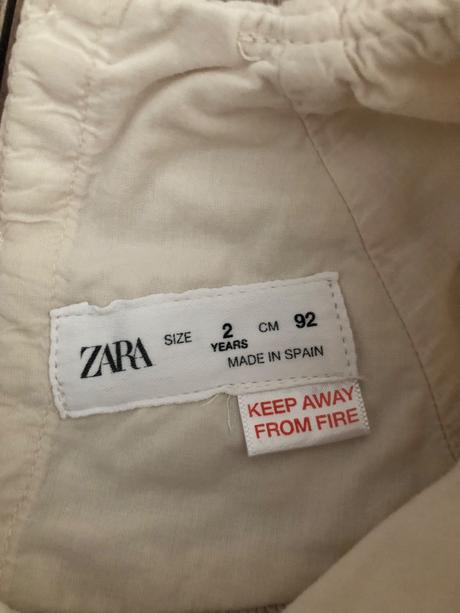 ZARA SIZE 2 YEARS CM 92
MADE IN SPAIN
KEEP AWAY
FROM FIRE